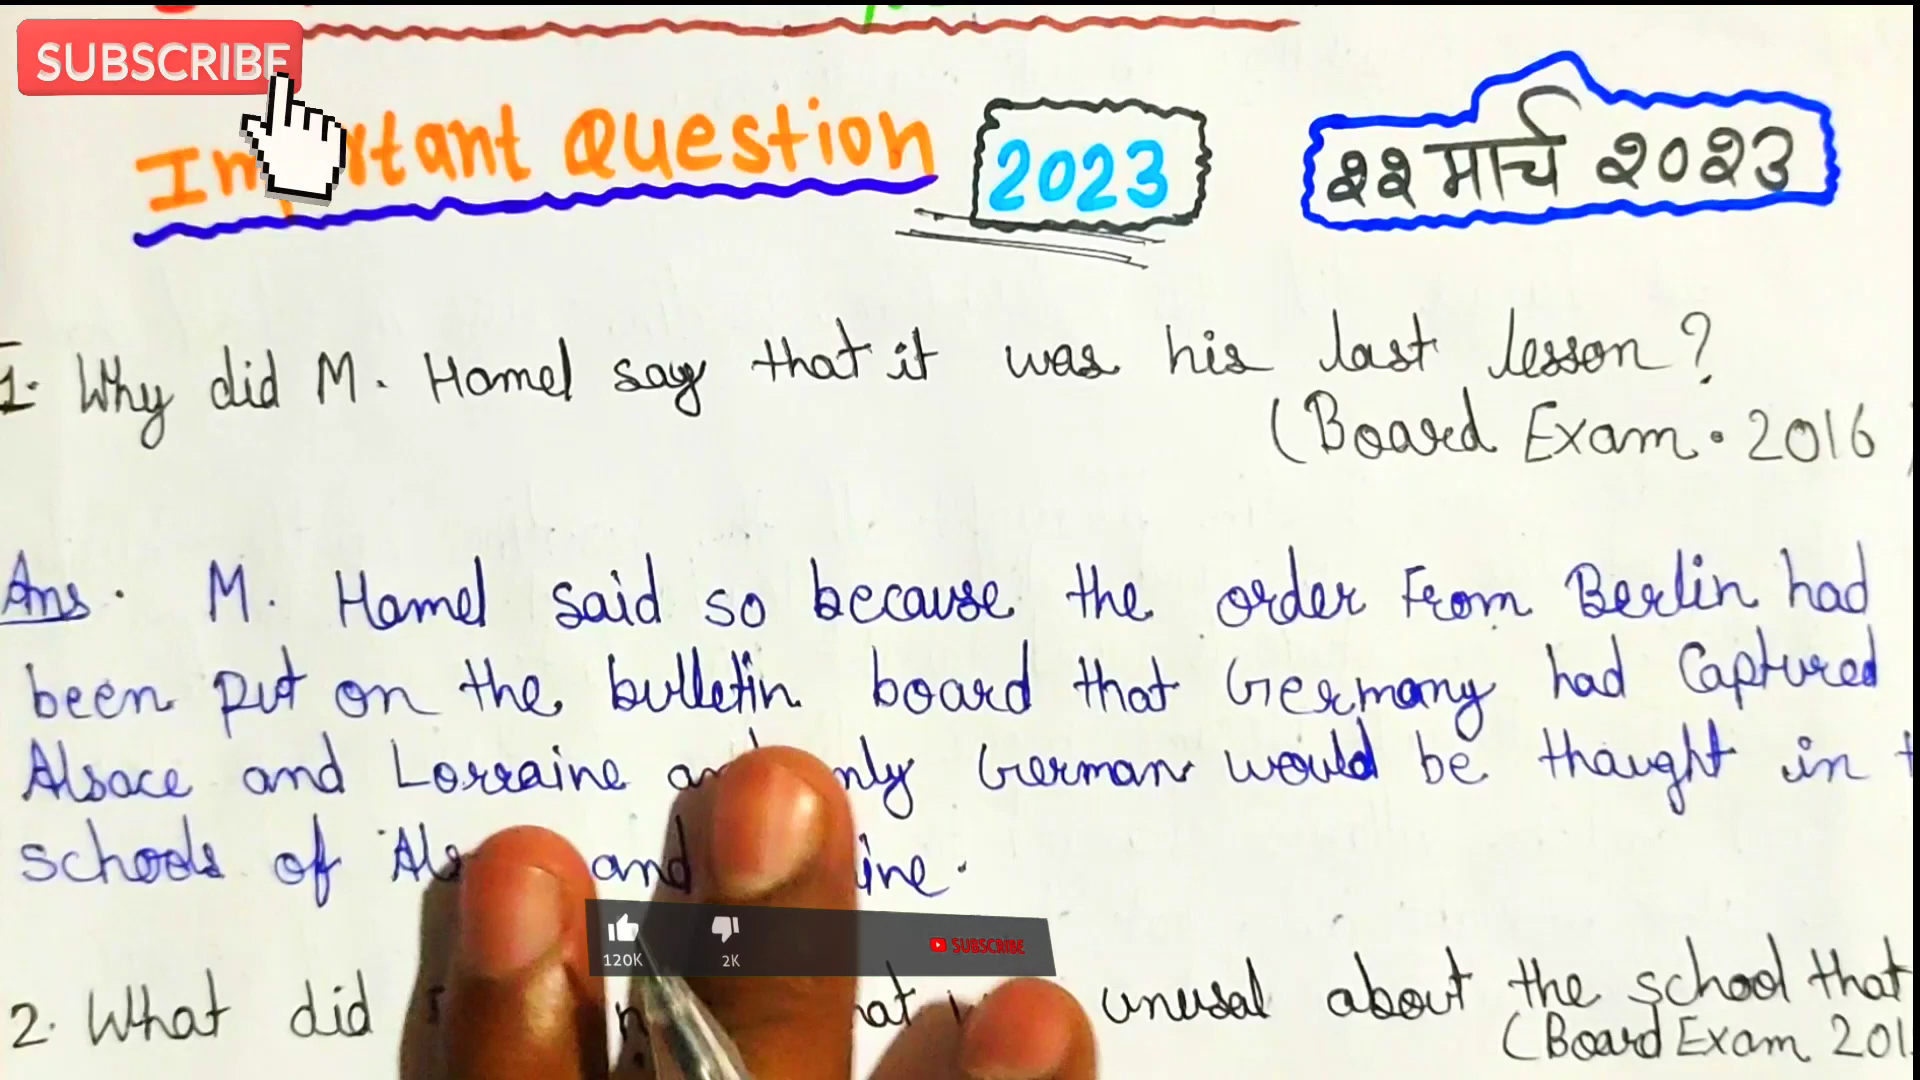 SUBSCRIBE
Important Question 2023 २२ मार्च २०२३
1. Why did M. Hamel say that it was his last lesson?
(Board Exam. 2016)
Ans. M. Hamel said so because the order From Berlin had
been put on the bulletin board that Germany had Captured
Alsace and Lorraine only German would be thaught in
schools of and
120K 2K SUBSCRIBE
2. What did unusal about the school that
(Board Exam